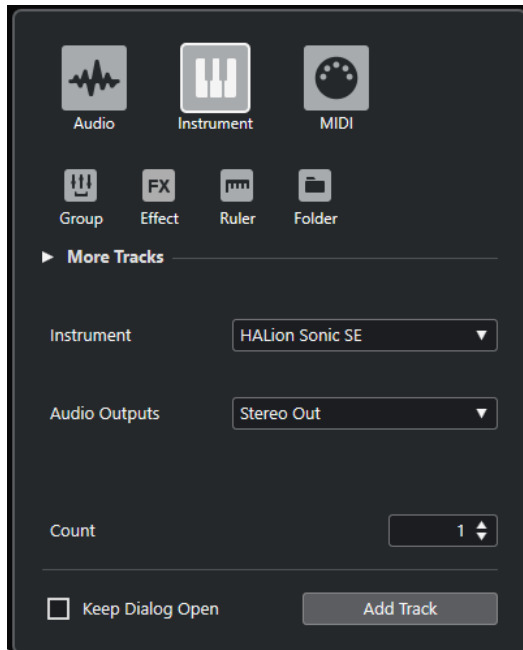 Audio Instrument MIDI
FX
Group Effect Ruler Folder
More Tracks
Instrument HALion Sonic SE
Audio Outputs Stereo Out
Count 1
Keep Dialog Open Add Track